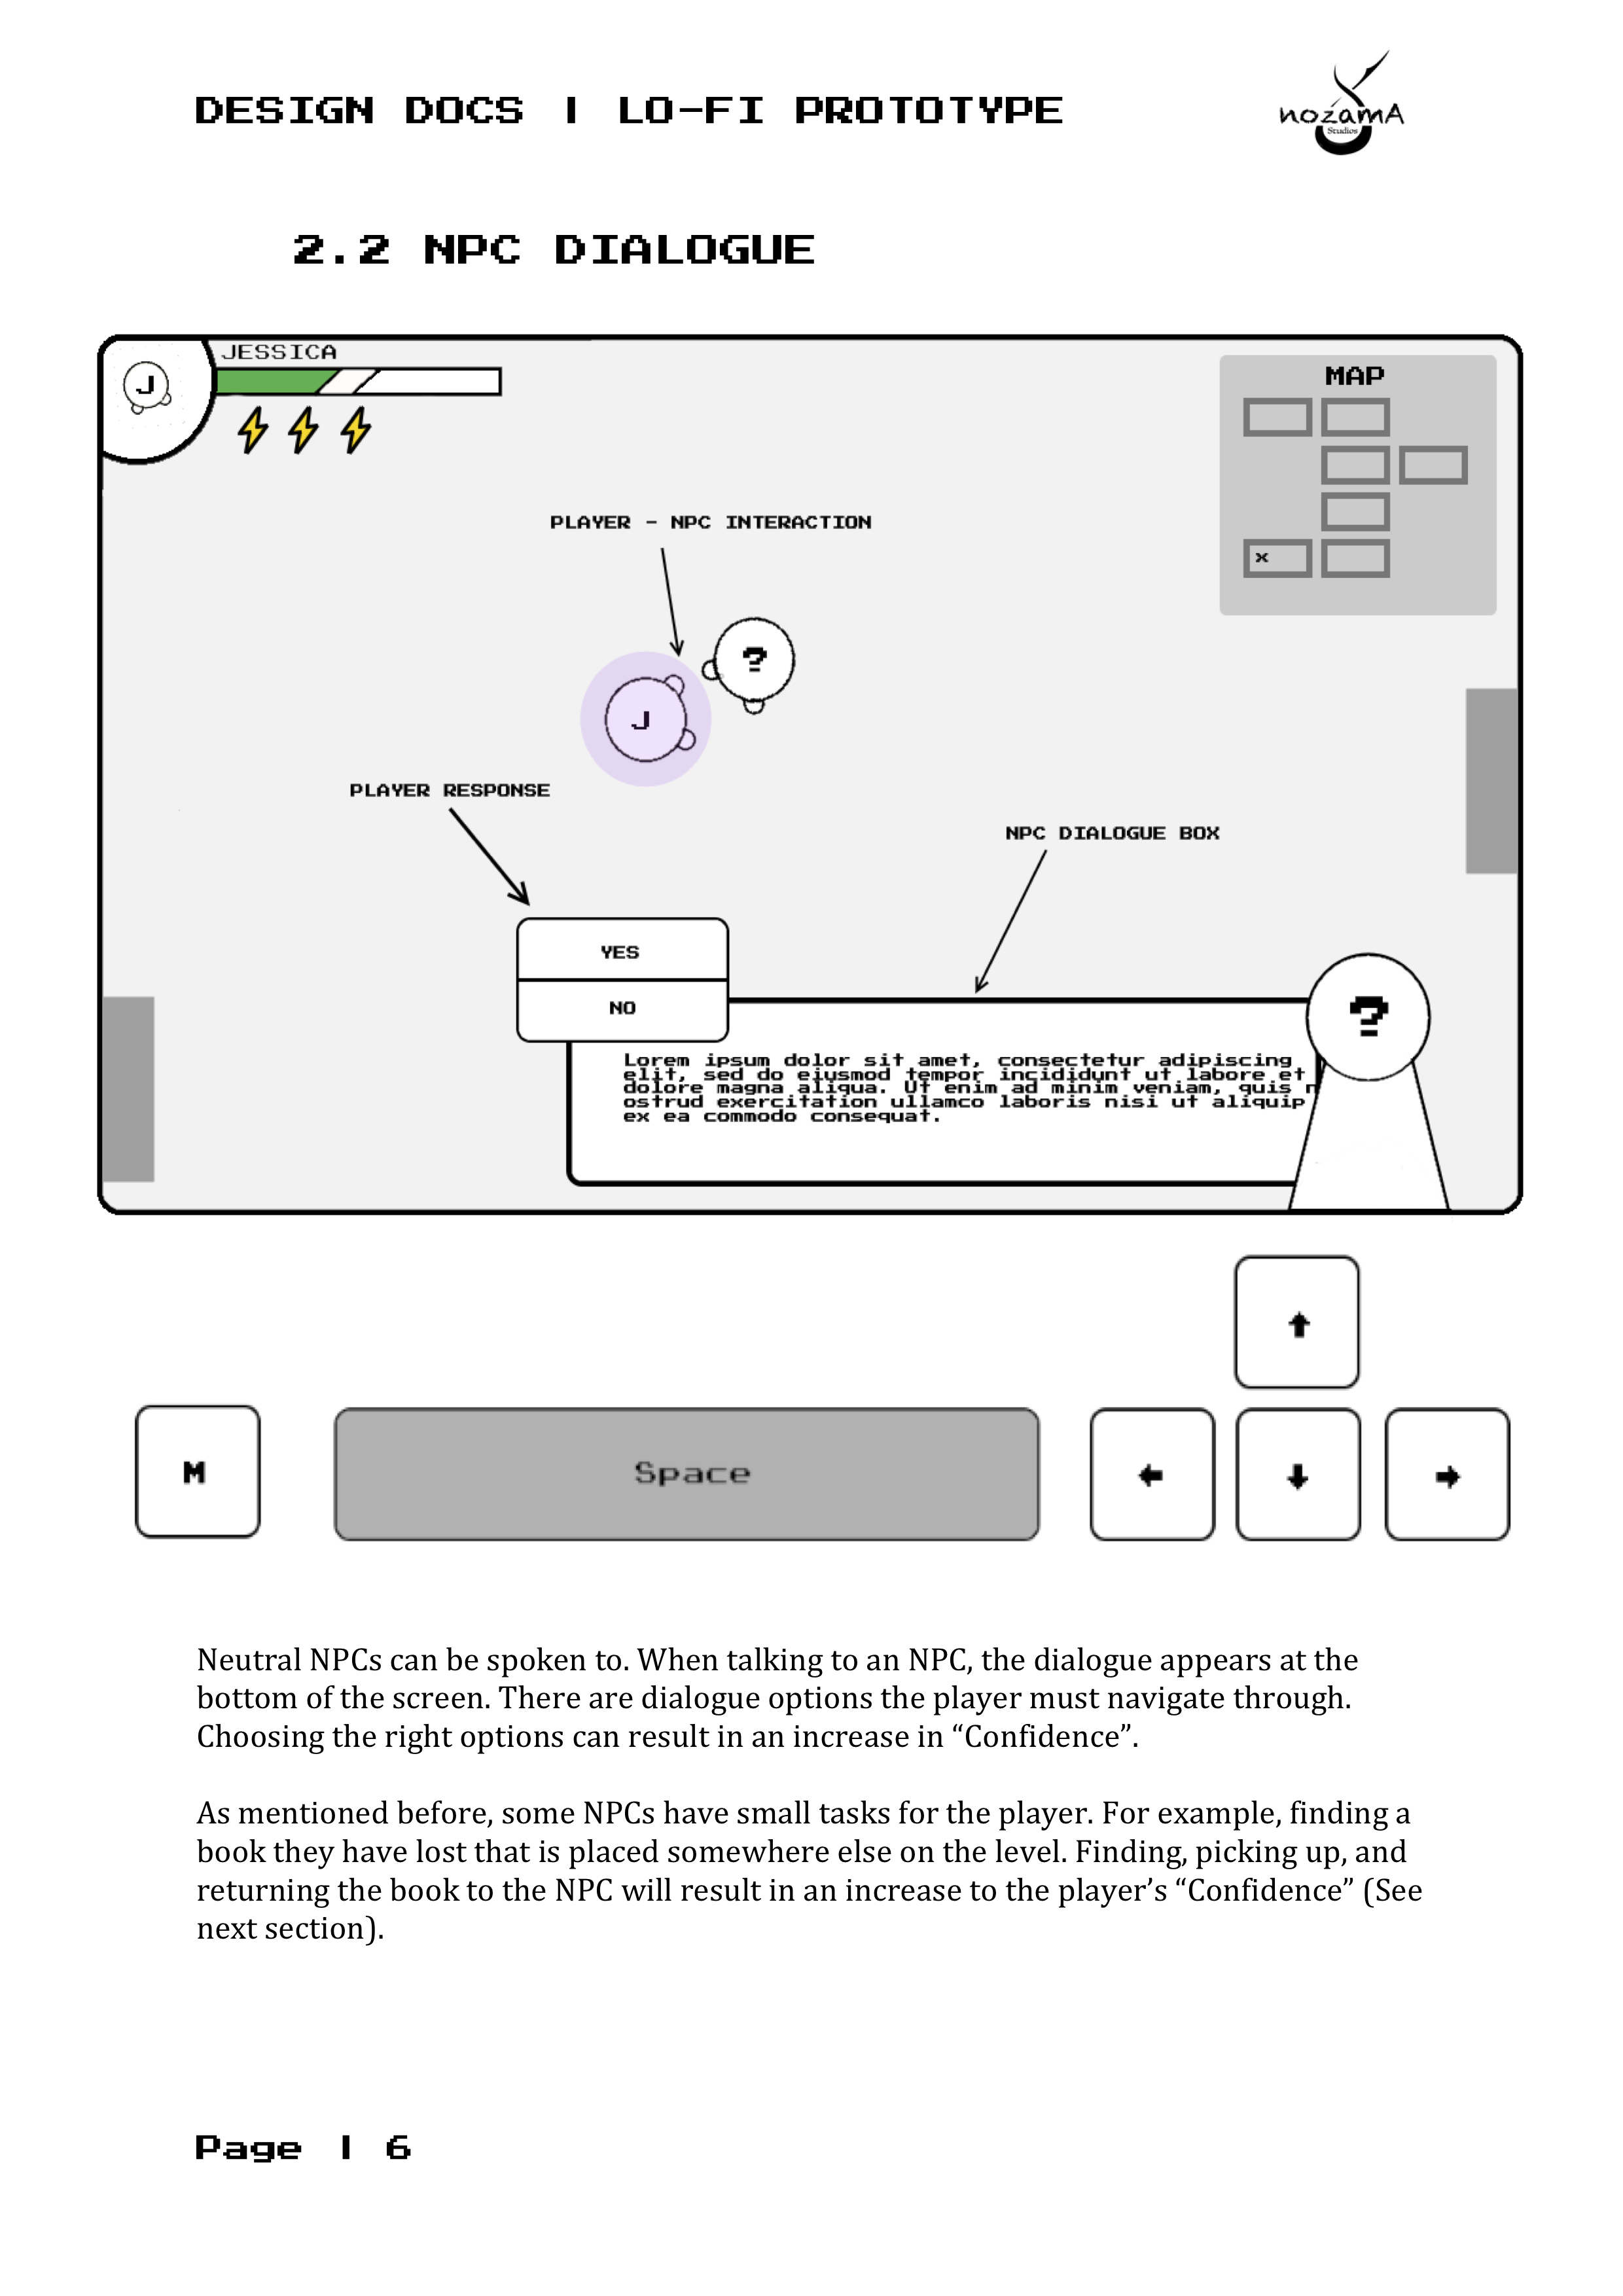 DESIGN DOCS | LO-FI PROTOTYPE
nozamA
Studios
2.2 NPC DIALOGUE
JESSICA
J
MAP
x
PLAYER - NPC INTERACTION
?
J
PLAYER RESPONSE
NPC DIALOGUE BOX
YES
NO
?
Lorem ipsum dolor sit amet, consectetur adipiscing
elit, sed do eiusmod tempor incididunt ut labore et
dolore magna aliqua. Ut enim ad minim veniam, quis n
ostrud exercitation ullamco laboris nisi ut aliquip
ex ea commodo consequat.
↑
M
Space
← ↓ →
Neutral NPCs can be spoken to. When talking to an NPC, the dialogue appears at the
bottom of the screen. There are dialogue options the player must navigate through.
Choosing the right options can result in an increase in “Confidence”.
As mentioned before, some NPCs have small tasks for the player. For example, finding a
book they have lost that is placed somewhere else on the level. Finding, picking up, and
returning the book to the NPC will result in an increase to the player’s “Confidence” (See
next section).
Page | 6